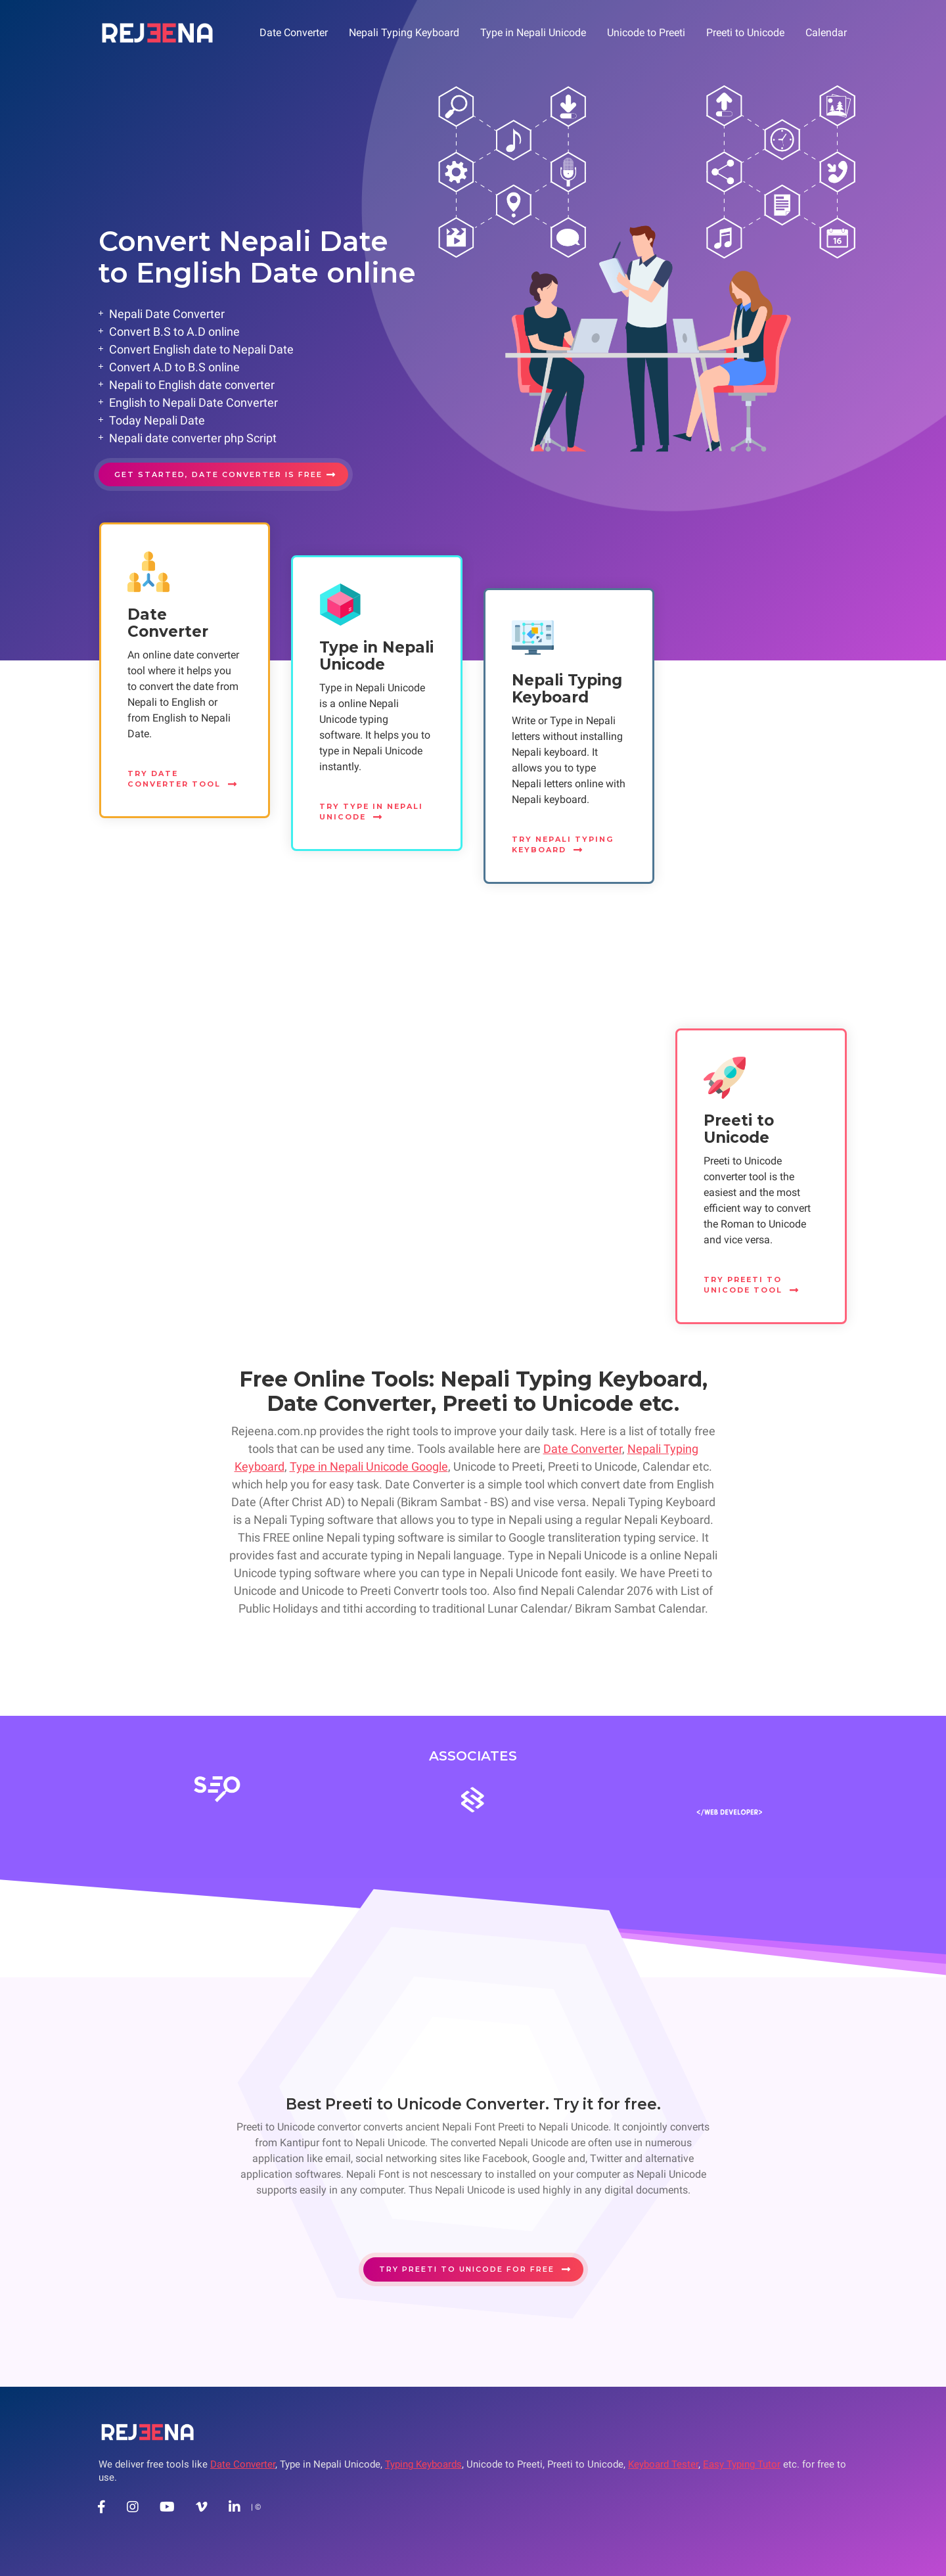 REJEENA
Date Converter
Nepali Typing Keyboard
Type in Nepali Unicode
Unicode to Preeti
Preeti to Unicode
Calendar
16
Convert Nepali Date
to English Date online
+ Nepali Date Converter
+ Convert B.S to A.D online
+ Convert English date to Nepali Date
+ Convert A.D to B.S online
+ Nepali to English date converter
+ English to Nepali Date Converter
+ Today Nepali Date
+ Nepali date converter php Script
GET STARTED, DATE CONVERTER IS FREE
Date
Converter
An online date converter
tool where it helps you
to convert the date from
Nepali to English or
from English to Nepali
Date.
TRY DATE
CONVERTER TOOL
Type in Nepali
Unicode
Type in Nepali Unicode
is a online Nepali
Unicode typing
software. It helps you to
type in Nepali Unicode
instantly.
TRY TYPE IN NEPALI
UNICODE
Nepali Typing
Keyboard
Write or Type in Nepali
letters without installing
Nepali keyboard. It
allows you to type
Nepali letters online with
Nepali keyboard.
TRY NEPALI TYPING
KEYBOARD
Preeti to
Unicode
Preeti to Unicode
converter tool is the
easiest and the most
efficient way to convert
the Roman to Unicode
and vice versa.
TRY PREETI TO
UNICODE TOOL
Free Online Tools: Nepali Typing Keyboard,
Date Converter, Preeti to Unicode etc.
Rejeena.com.np provides the right tools to improve your daily task. Here is a list of totally free
tools that can be used any time. Tools available here are Date Converter, Nepali Typing
Keyboard, Type in Nepali Unicode Google, Unicode to Preeti, Preeti to Unicode, Calendar etc.
which help you for easy task. Date Converter is a simple tool which convert date from English
Date (After Christ AD) to Nepali (Bikram Sambat - BS) and vise versa. Nepali Typing Keyboard
is a Nepali Typing software that allows you to type in Nepali using a regular Nepali Keyboard.
This FREE online Nepali typing software is similar to Google transliteration typing service. It
provides fast and accurate typing in Nepali language. Type in Nepali Unicode is a online Nepali
Unicode typing software where you can type in Nepali Unicode font easily. We have Preeti to
Unicode and Unicode to Preeti Convertr tools too. Also find Nepali Calendar 2076 with List of
Public Holidays and tithi according to traditional Lunar Calendar/ Bikram Sambat Calendar.
ASSOCIATES
SEO
</WEB DEVELOPER>
Best Preeti to Unicode Converter. Try it for free.
Preeti to Unicode convertor converts ancient Nepali Font Preeti to Nepali Unicode. It conjointly converts
from Kantipur font to Nepali Unicode. The converted Nepali Unicode are often use in numerous
application like email, social networking sites like Facebook, Google and, Twitter and alternative
application softwares. Nepali Font is not nescessary to installed on your computer as Nepali Unicode
supports easily in any computer. Thus Nepali Unicode is used highly in any digital documents.
TRY PREETI TO UNICODE FOR FREE
REJEENA
We deliver free tools like Date Converter, Type in Nepali Unicode, Typing Keyboards, Unicode to Preeti, Preeti to Unicode, Keyboard Tester, Easy Typing Tutor etc. for free to
use.
| ©